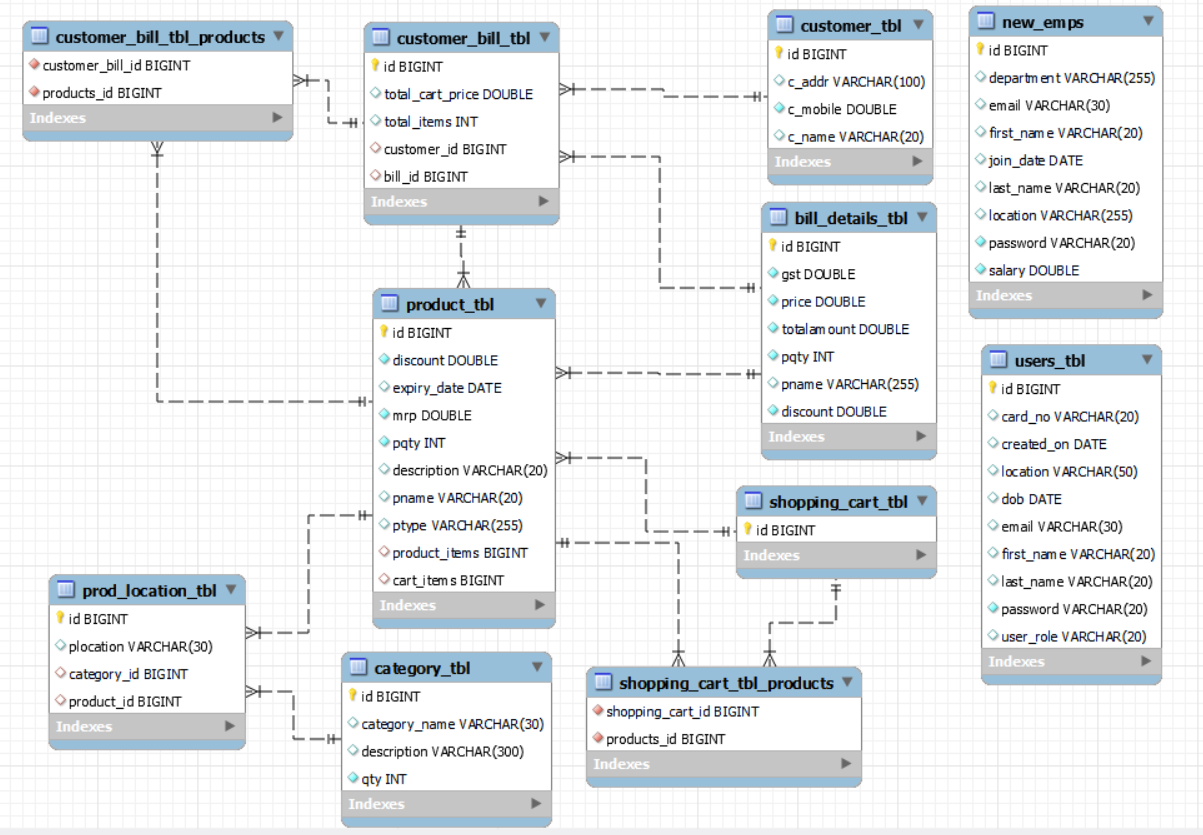 customer_bill_tbl_products
customer_bill_id BIGINT
products_id BIGINT
Indexes
customer_bill_tbl
id BIGINT
total_cart_price DOUBLE
total_items INT
customer_id BIGINT
bill_id BIGINT
Indexes
customer_tbl
id BIGINT
c_addr VARCHAR(100)
c_mobile DOUBLE
c_name VARCHAR(20)
Indexes
new_emps
id BIGINT
department VARCHAR(255)
email VARCHAR(30)
first_name VARCHAR(20)
join_date DATE
last_name VARCHAR(20)
location VARCHAR(255)
password VARCHAR(20)
salary DOUBLE
Indexes
bill_details_tbl
id BIGINT
gst DOUBLE
price DOUBLE
totalamount DOUBLE
pqty INT
pname VARCHAR(255)
discount DOUBLE
Indexes
product_tbl
id BIGINT
discount DOUBLE
expiry_date DATE
mrp DOUBLE
pqty INT
description VARCHAR(20)
pname VARCHAR(20)
ptype VARCHAR(255)
product_items BIGINT
cart_items BIGINT
Indexes
users_tbl
id BIGINT
card_no VARCHAR(20)
created_on DATE
location VARCHAR(50)
dob DATE
email VARCHAR(30)
first_name VARCHAR(20)
last_name VARCHAR(20)
password VARCHAR(20)
user_role VARCHAR(20)
Indexes
shopping_cart_tbl
id BIGINT
Indexes
prod_location_tbl
id BIGINT
plocation VARCHAR(30)
category_id BIGINT
product_id BIGINT
Indexes
category_tbl
id BIGINT
category_name VARCHAR(30)
description VARCHAR(300)
qty INT
Indexes
shopping_cart_tbl_products
shopping_cart_id BIGINT
products_id BIGINT
Indexes